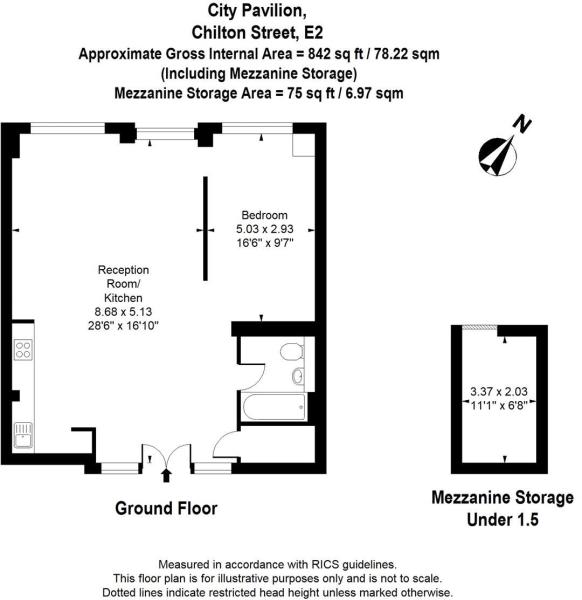 City Pavilion,
Chilton Street, E2
Approximate Gross Internal Area = 842 sq ft / 78.22 sqm
(Including Mezzanine Storage)
Mezzanine Storage Area = 75 sq ft / 6.97 sqm
N
Bedroom
5.03 x 2.93
16'6" x 9'7"
Reception
Room/
Kitchen
8.68 x 5.13
28'6" x 16'10"
3.37 x 2.03
11'1" x 6'8"
Ground Floor
Mezzanine Storage
Under 1.5
Measured in accordance with RICS guidelines.
This floor plan is for illustrative purposes only and is not to scale.
Dotted lines indicate restricted head height unless marked otherwise.